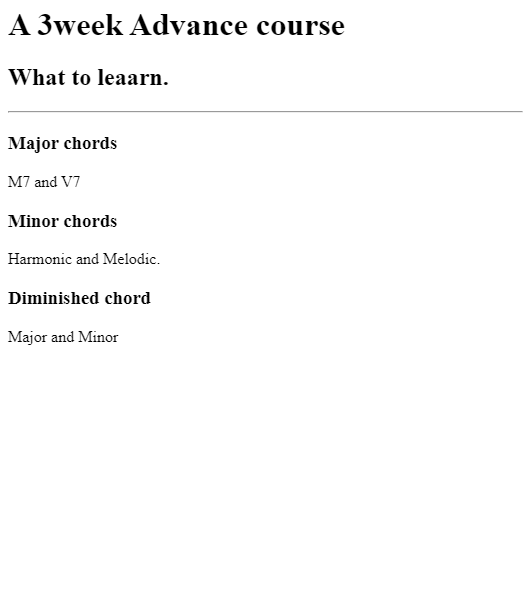 A 3week Advance course
What to leaarn.
Major chords
M7 and V7
Minor chords
Harmonic and Melodic.
Diminished chord
Major and Minor